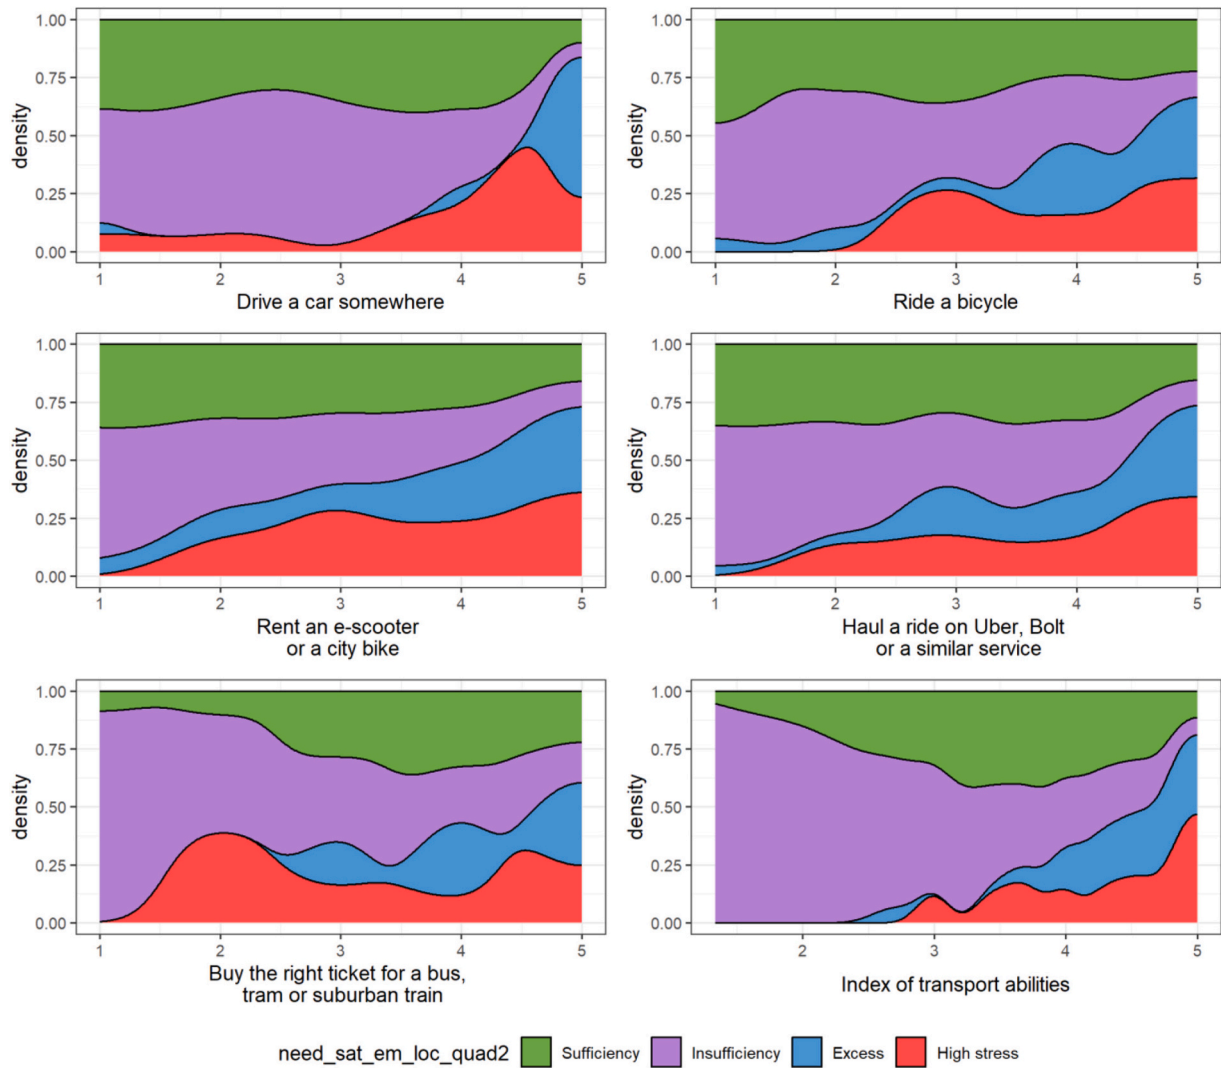 1.00
0.75
0.50
0.25
0.00
density
1 2 3 4 5
Drive a car somewhere
1.00
0.75
0.50
0.25
0.00
density
1 2 3 4 5
Ride a bicycle
1.00
0.75
0.50
0.25
0.00
density
1 2 3 4 5
Rent an e-scooter
or a city bike
1.00
0.75
0.50
0.25
0.00
density
1 2 3 4 5
Haul a ride on Uber, Bolt
or a similar service
1.00
0.75
0.50
0.25
0.00
density
1 2 3 4 5
Buy the right ticket for a bus,
tram or suburban train
1.00
0.75
0.50
0.25
0.00
density
2 3 4 5
Index of transport abilities
need_sat_em_loc_quad2 Sufficiency Insufficiency Excess High stress